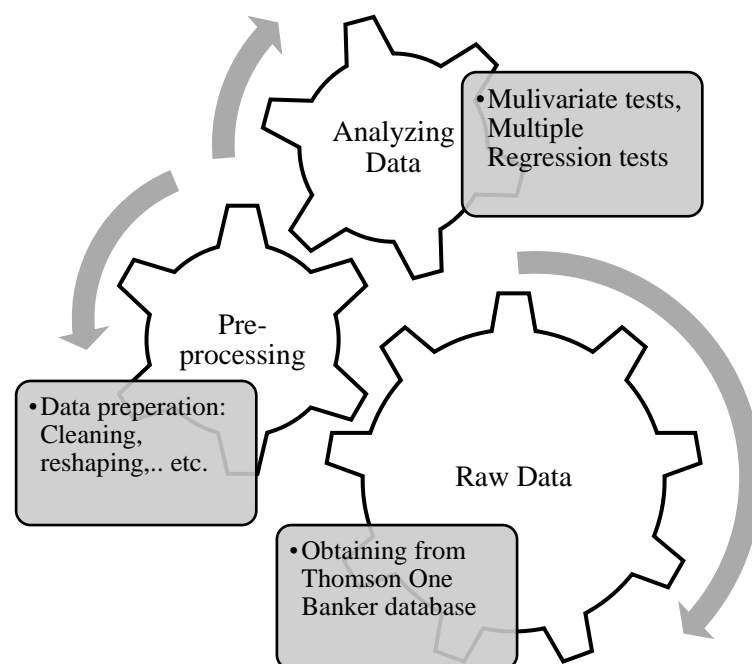 Analyzing
Data
•Mulivariate tests,
Multiple
Regression tests
Pre-
processing
•Data preperation:
Cleaning,
reshaping,.. etc.
Raw Data
•Obtaining from
Thomson One
Banker database